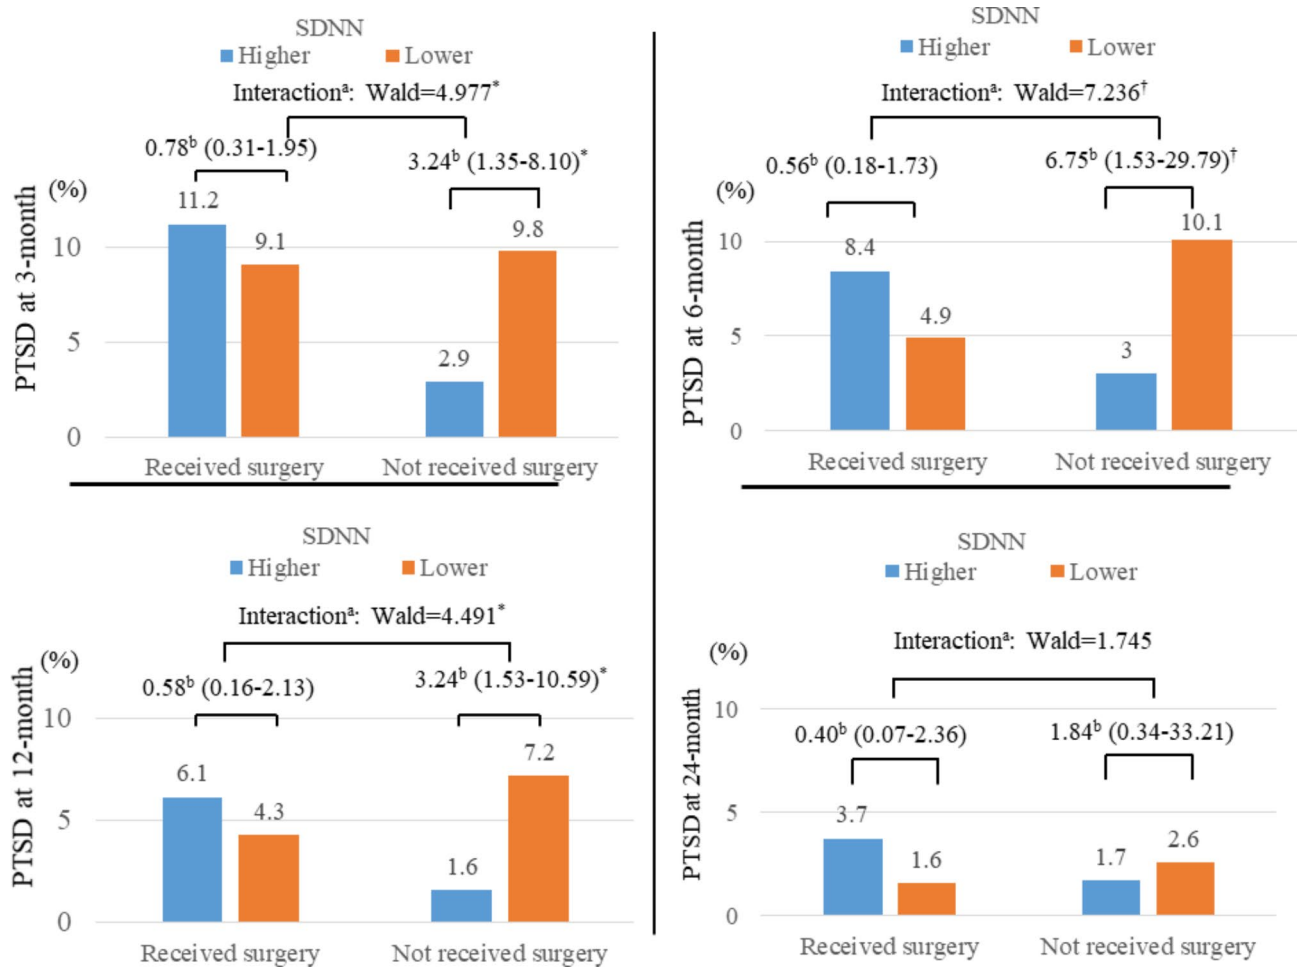 SDNN
Higher Lower
Interactionᵃ: Wald=4.977*
0.78ᵇ (0.31-1.95)
3.24ᵇ (1.35-8.10)*
(%)
PTSD at 3-month
11.2
9.1
2.9
9.8
10
5
0
Received surgery Not received surgery
SDNN
Higher Lower
Interactionᵃ: Wald=7.236†
0.56ᵇ (0.18-1.73)
6.75ᵇ (1.53-29.79)†
(%)
PTSD at 6-month
8.4
4.9
3
10.1
10
5
0
Received surgery Not received surgery
SDNN
Higher Lower
Interactionᵃ: Wald=4.491*
(%)
0.58ᵇ (0.16-2.13)
3.24ᵇ (1.53-10.59)*
PTSD at 12-month
6.1
4.3
1.6
7.2
10
5
0
Received surgery Not received surgery
SDNN
Higher Lower
Interactionᵃ: Wald=1.745
(%)
0.40ᵇ (0.07-2.36)
1.84ᵇ (0.34-33.21)
PTSD at 24-month
3.7
1.6
1.7
2.6
10
5
0
Received surgery Not received surgery